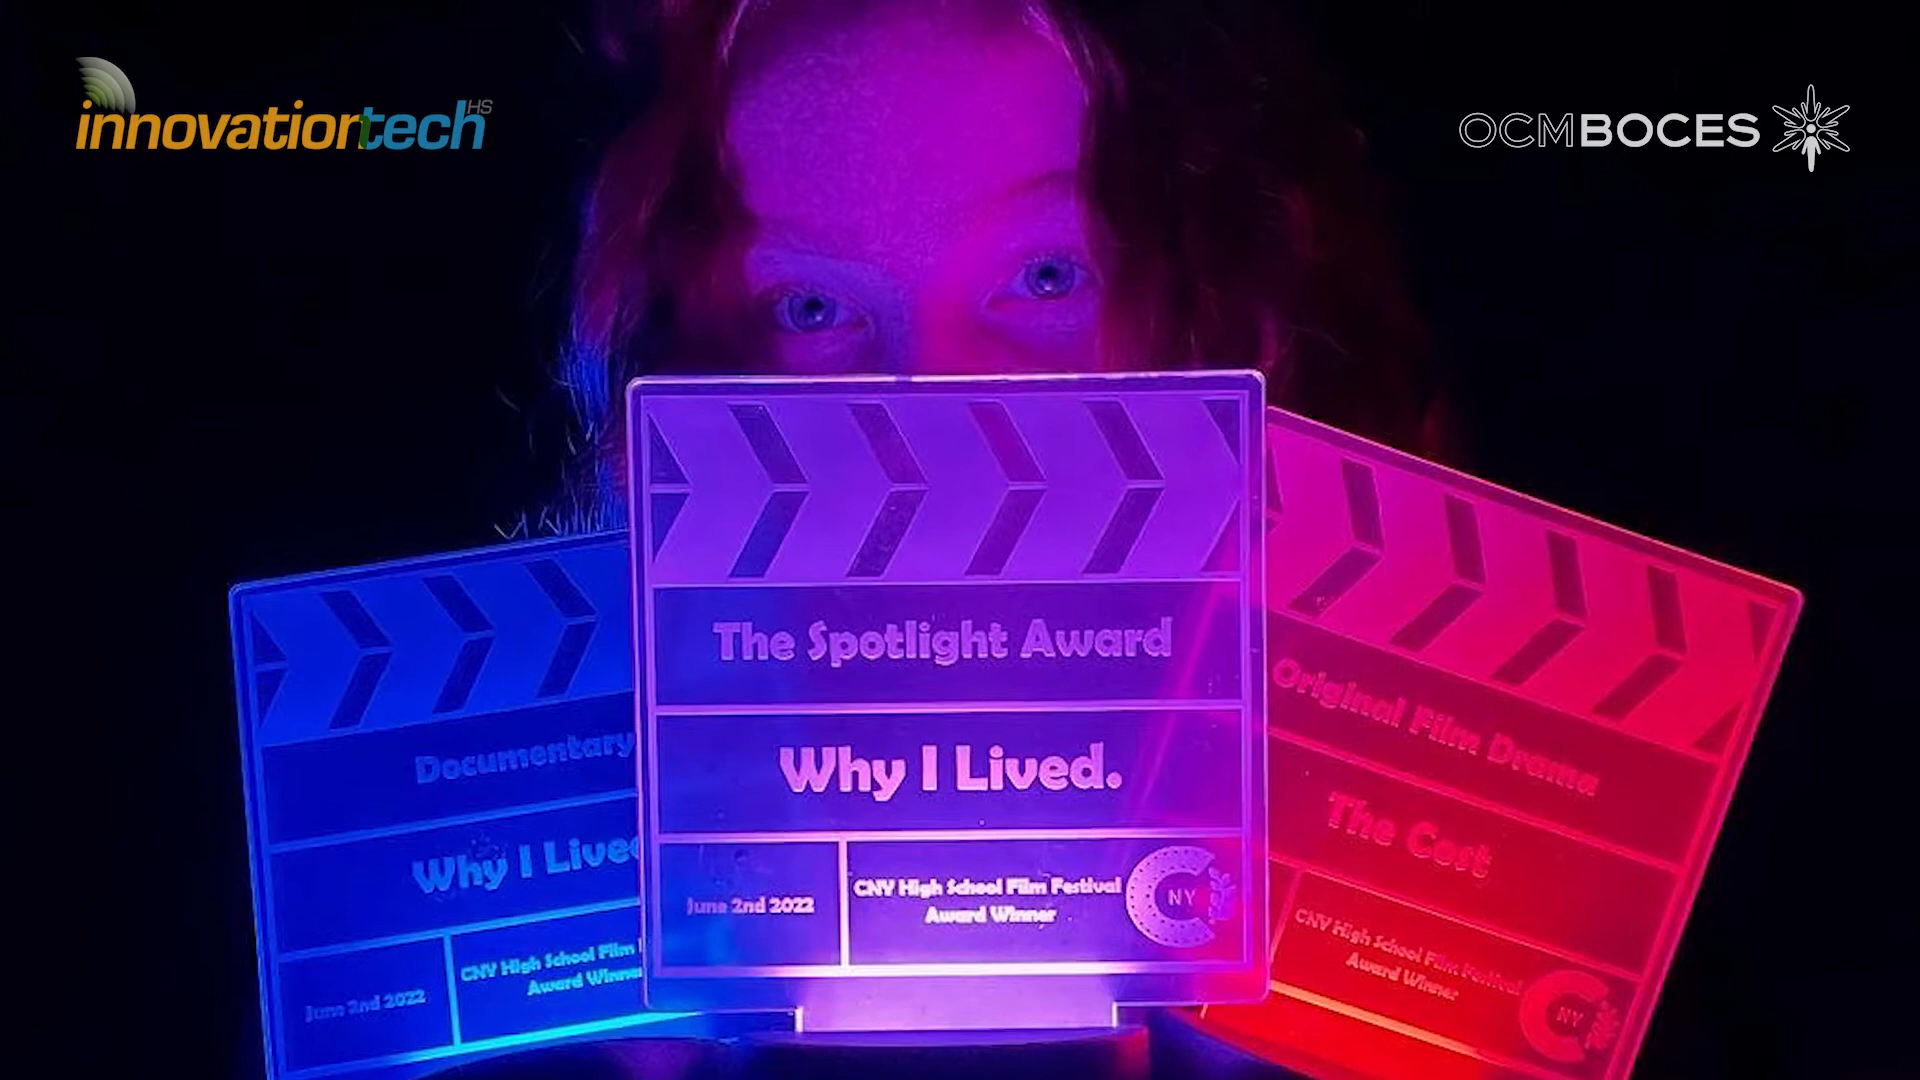 innovationtech HS
OCMBOCES
Documentary
Why I Live
June 2nd 2022
CNY High School Film
Award Winne
The Spotlight Award
Why I Lived.
June 2nd 2022
CNY High School Film Festival
Award Winner
NY
Original Film Drama
The Cost
CNY High School Film Festival
Award Winner
NY